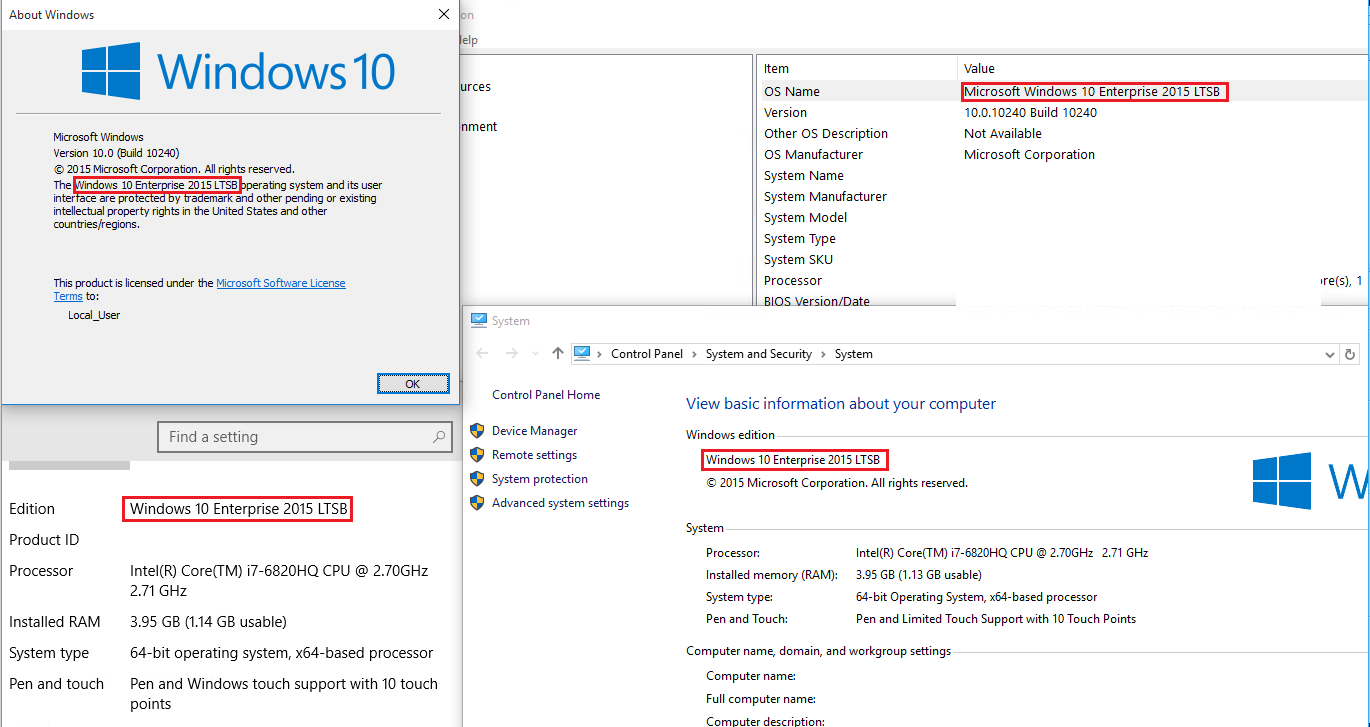 About Windows
Windows 10
Microsoft Windows
Version 10.0 (Build 10240)
© 2015 Microsoft Corporation. All rights reserved.
The Windows 10 Enterprise 2015 LTSB operating system and its user
interface are protected by trademark and other pending or existing
intellectual property rights in the United States and other
countries/regions.
This product is licensed under the Microsoft Software License
Terms to:
Local_User
OK
Item Value
OS Name Microsoft Windows 10 Enterprise 2015 LTSB
Version 10.0.10240 Build 10240
Other OS Description Not Available
OS Manufacturer Microsoft Corporation
System Name
System Manufacturer
System Model
System Type
System SKU
Processor
BIOS Version/Date
Find a setting
Edition Windows 10 Enterprise 2015 LTSB
Product ID
Processor Intel(R) Core(TM) i7-6820HQ CPU @ 2.70GHz
2.71 GHz
Installed RAM 3.95 GB (1.14 GB usable)
System type 64-bit operating system, x64-based processor
Pen and touch Pen and Windows touch support with 10 touch
points
System
Control Panel > System and Security > System
Control Panel Home
Device Manager
Remote settings
System protection
Advanced system settings
View basic information about your computer
Windows edition
Windows 10 Enterprise 2015 LTSB
© 2015 Microsoft Corporation. All rights reserved.
System
Processor: Intel(R) Core(TM) i7-6820HQ CPU @ 2.70GHz 2.71 GHz
Installed memory (RAM): 3.95 GB (1.13 GB usable)
System type: 64-bit Operating System, x64-based processor
Pen and Touch: Pen and Limited Touch Support with 10 Touch Points
Computer name, domain, and workgroup settings
Computer name:
Full computer name:
Computer description: